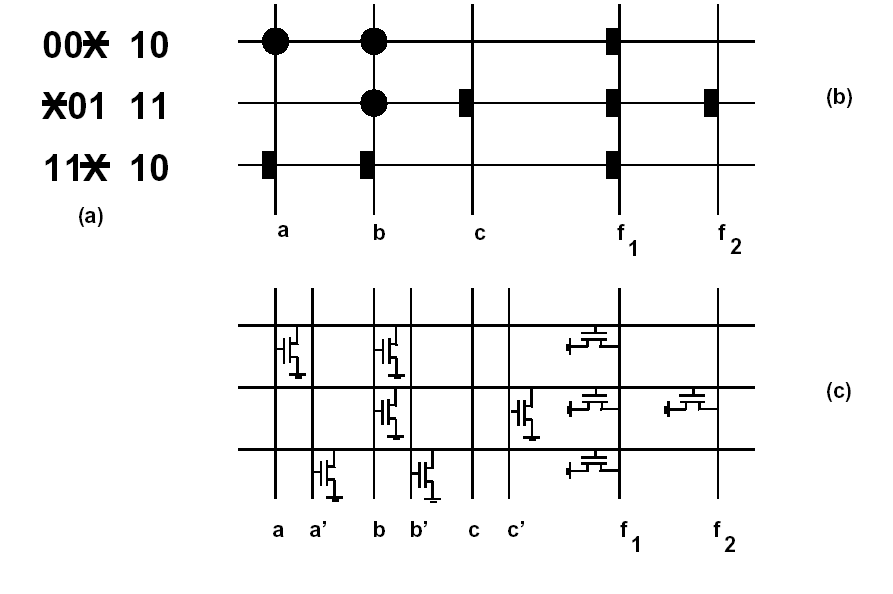 00X 10
X01 11
11X 10
(a)
a b c f1 f2
(b)
a a’ b b’ c c’ f1 f2
(c)